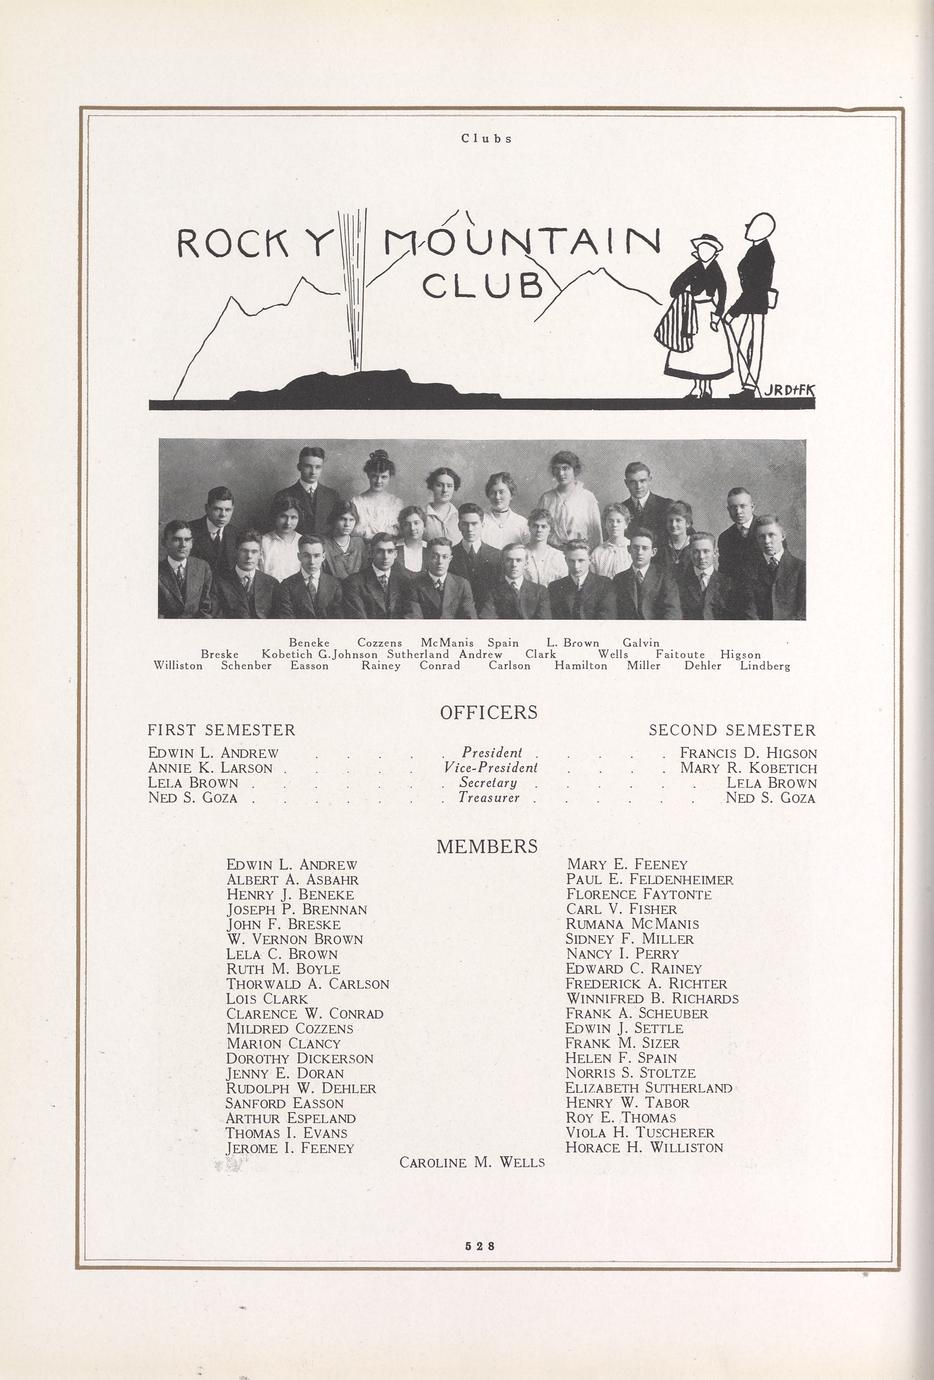 Clubs
ROCKY MOUNTAIN
CLUB
JRD+FK
Beneke Cozzens McManis Spain L. Brown Galvin
Breske Kobetich G.Johnson Sutherland Andrew Clark Wells Faitoute Higson
Williston Schenber Easson Rainey Conrad Carlson Hamilton Miller Dehler Lindberg
OFFICERS
FIRST SEMESTER SECOND SEMESTER
EDWIN L. ANDREW . . . . . President . . . . . FRANCIS D. HIGSON
ANNIE K. LARSON . . . . . Vice-President . . . . MARY R. KOBETICH
LELA BROWN . . . . . . . Secretary . . . . . . LELA BROWN
NED S. GOZA . . . . . . . Treasurer . . . . . . NED S. GOZA
MEMBERS
EDWIN L. ANDREW
ALBERT A. ASBAHR
HENRY J. BENEKE
JOSEPH P. BRENNAN
JOHN F. BRESKE
W. VERNON BROWN
LELA C. BROWN
RUTH M. BOYLE
THORWALD A. CARLSON
LOIS CLARK
CLARENCE W. CONRAD
MILDRED COZZENS
MARION CLANCY
DOROTHY DICKERSON
JENNY E. DORAN
RUDOLPH W. DEHLER
SANFORD EASSON
ARTHUR ESPELAND
THOMAS I. EVANS
JEROME I. FEENEY
MARY E. FEENEY
PAUL E. FELDENHEIMER
FLORENCE FAYTONTE
CARL V. FISHER
RUMANA MCMANIS
SIDNEY F. MILLER
NANCY I. PERRY
EDWARD C. RAINEY
FREDERICK A. RICHTER
WINNIFRED B. RICHARDS
FRANK A. SCHEUBER
EDWIN J. SETTLE
FRANK M. SIZER
HELEN F. SPAIN
NORRIS S. STOLTZE
ELIZABETH SUTHERLAND
HENRY W. TABOR
ROY E. THOMAS
VIOLA H. TUSCHERER
HORACE H. WILLISTON
CAROLINE M. WELLS
528